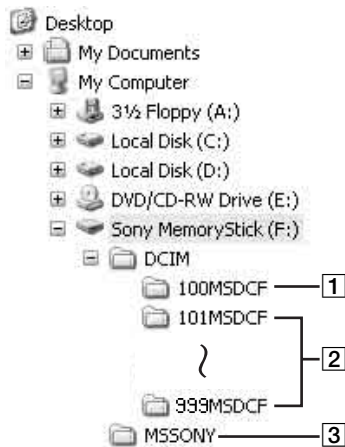 Desktop
My Documents
My Computer
3½ Floppy (A:)
Local Disk (C:)
Local Disk (D:)
DVD/CD-RW Drive (E:)
Sony MemoryStick (F:)
DCIM
100MSDCF 1
101MSDCF
2
999MSDCF
MSSONY 3